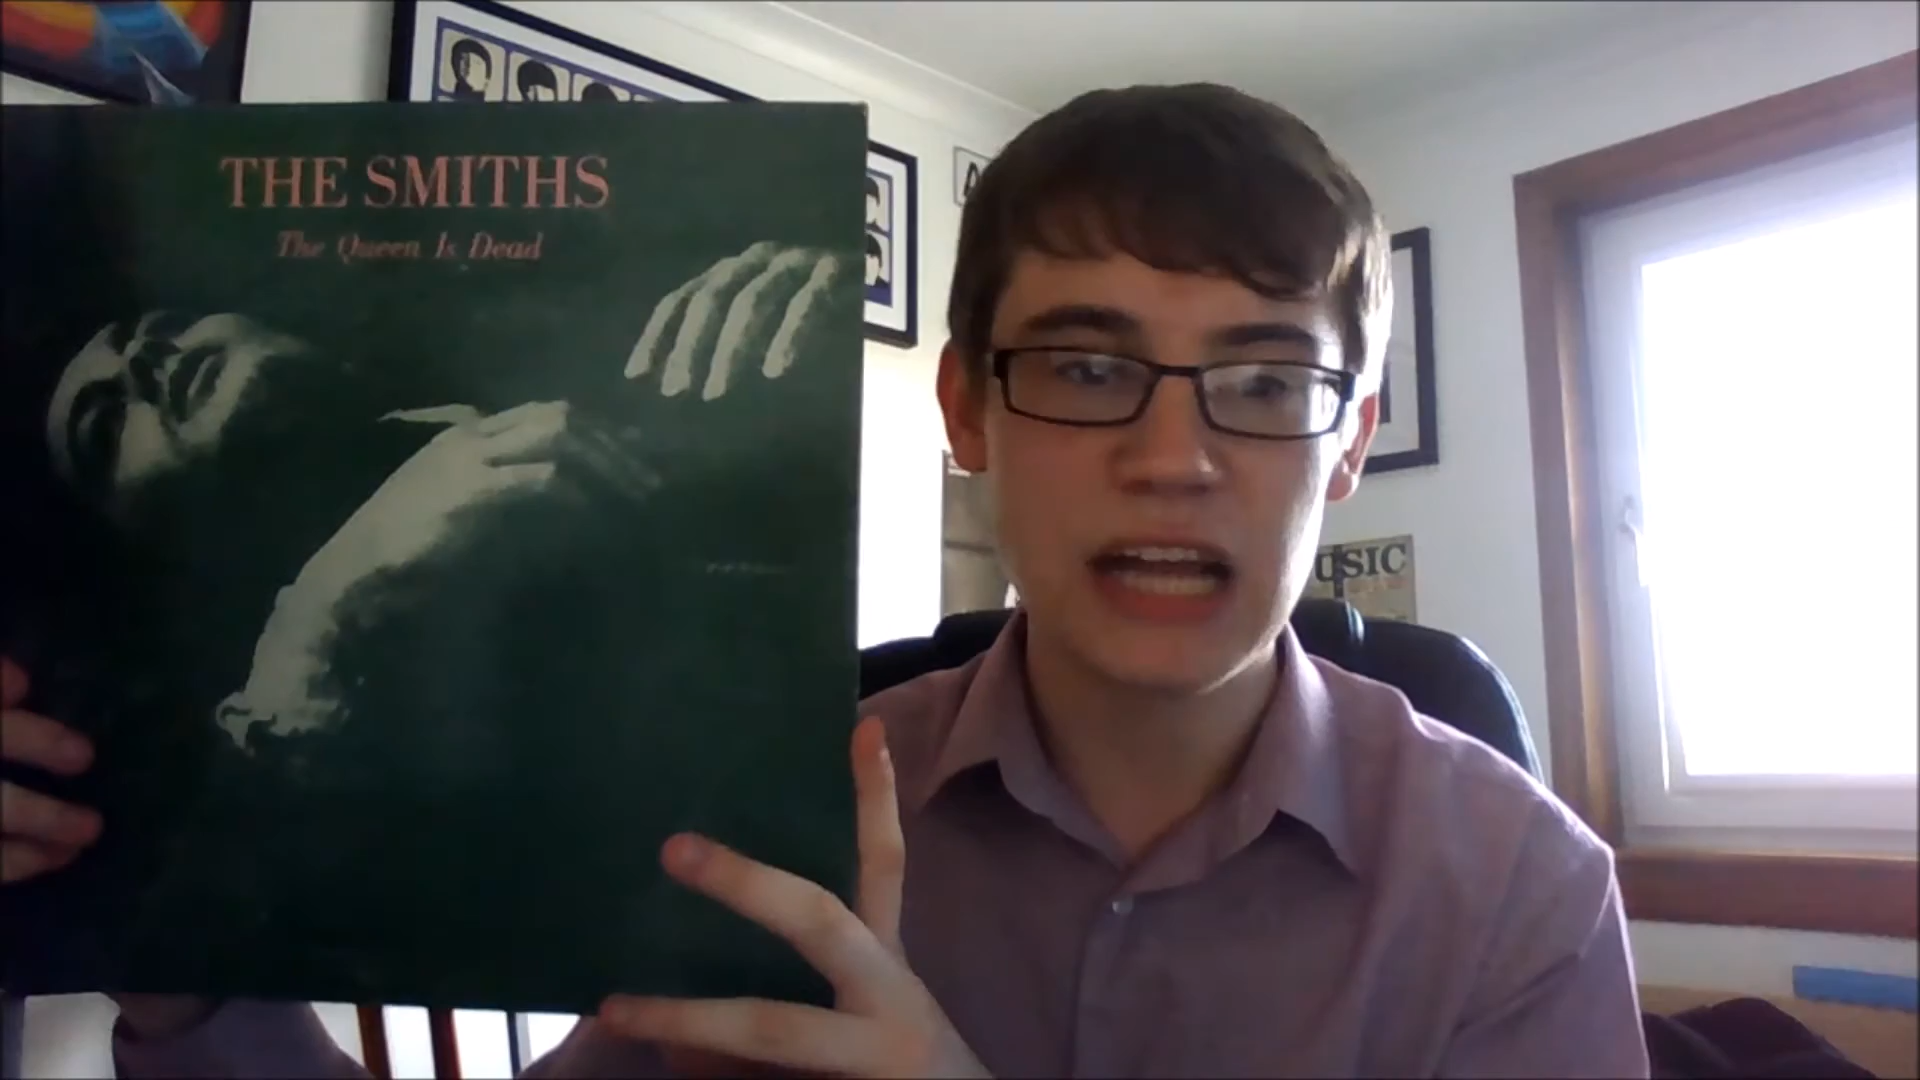 THE SMITHS
The Queen Is Dead
A
USIC